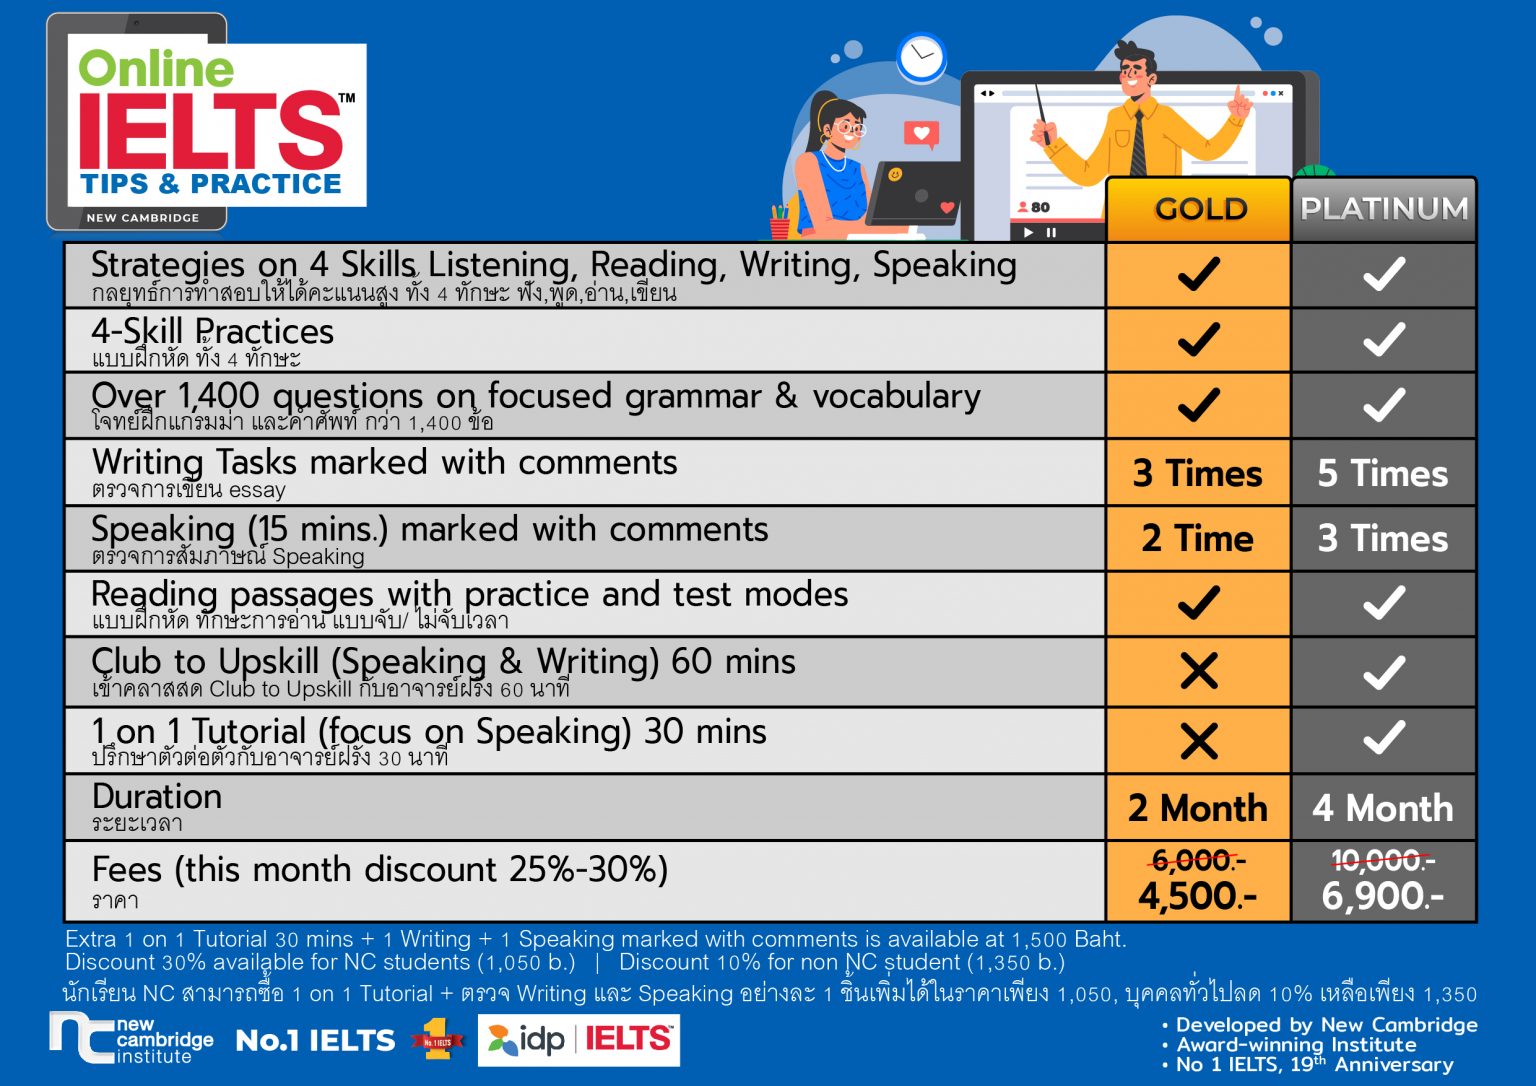 Online
IELTS™
TIPS & PRACTICE
NEW CAMBRIDGE
80
GOLD PLATINUM
Strategies on 4 Skills Listening, Reading, Writing, Speaking
กลยุทธ์การทำสอบให้ได้คะแนนสูง ทั้ง 4 ทักษะ ฟัง,พูด,อ่าน,เขียน
4-Skill Practices
แบบฝึกหัด ทั้ง 4 ทักษะ
Over 1,400 questions on focused grammar & vocabulary
โจทย์ฝึกแกรมม่า และคำศัพท์ กว่า 1,400 ข้อ
Writing Tasks marked with comments
ตรวจการเขียน essay
3 Times 5 Times
Speaking (15 mins.) marked with comments
ตรวจการสัมภาษณ์ Speaking
2 Time 3 Times
Reading passages with practice and test modes
แบบฝึกหัด ทักษะการอ่าน แบบจับ/ ไม่จับเวลา
Club to Upskill (Speaking & Writing) 60 mins
เข้าคลาสสด Club to Upskill กับอาจารย์ฝรั่ง 60 นาที
1 on 1 Tutorial (focus on Speaking) 30 mins
ปรึกษาตัวต่อตัวกับอาจารย์ฝรั่ง 30 นาที
Duration
ระยะเวลา
2 Month 4 Month
Fees (this month discount 25%-30%)
ราคา
6,000.- 10,000.-
4,500.- 6,900.-
Extra 1 on 1 Tutorial 30 mins + 1 Writing + 1 Speaking marked with comments is available at 1,500 Baht.
Discount 30% available for NC students (1,050 b.) | Discount 10% for non NC student (1,350 b.)
นักเรียน NC สามารถซื้อ 1 on 1 Tutorial + ตรวจ Writing และ Speaking อย่างละ 1 ชิ้นเพิ่มได้ในราคาเพียง 1,050, บุคคลทั่วไปลด 10% เหลือเพียง 1,350
nc new
cambridge
institute
No.1 IELTS
1
No.1 IELTS
idp | IELTS™
• Developed by New Cambridge
• Award-winning Institute
• No 1 IELTS, 19th Anniversary